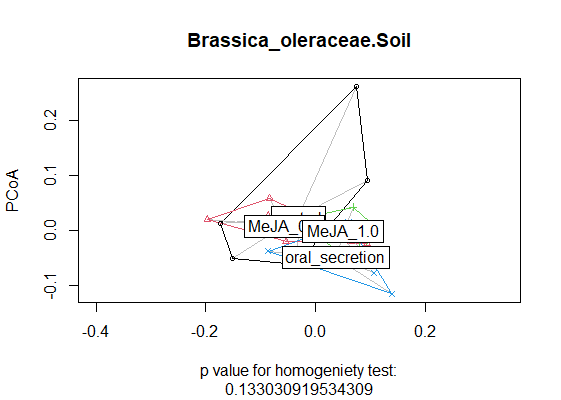 Brassica_oleraceae.Soil
PCoA
0.2
0.1
0.0
-0.1
MeJA_0
MeJA_1.0
oral_secretion
-0.4
-0.2
0.0
0.2
p value for homogeniety test:
0.133030919534309